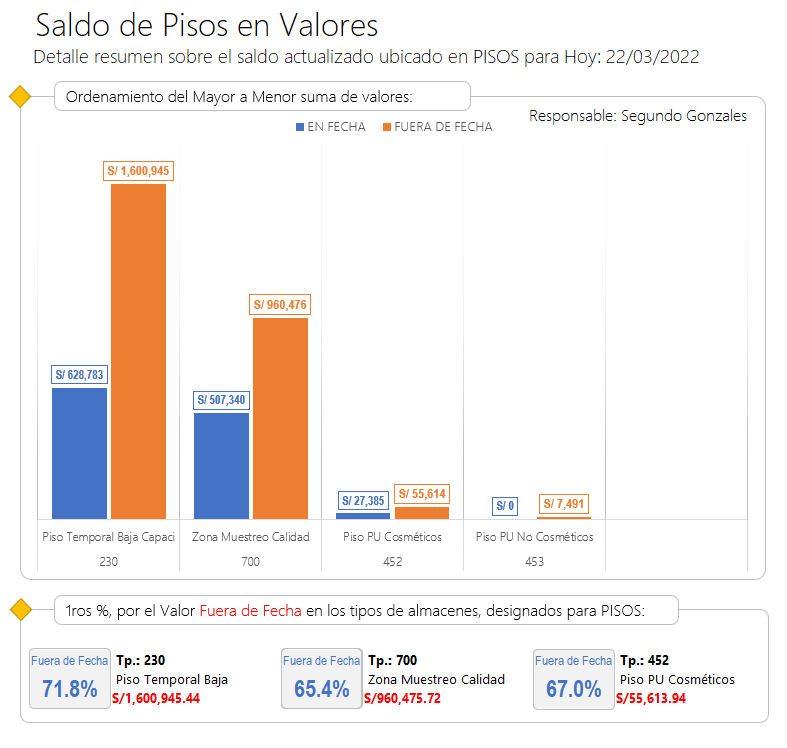 Saldo de Pisos en Valores
Detalle resumen sobre el saldo actualizado ubicado en PISOS para Hoy: 22/03/2022
Ordenamiento del Mayor a Menor suma de valores:
Responsable: Segundo Gonzales
EN FECHA FUERA DE FECHA
S/ 1,600,945
S/ 960,476
S/ 628,783
S/ 507,340
S/ 27,385 S/ 55,614
S/ 0 S/ 7,491
Piso Temporal Baja Capaci Zona Muestreo Calidad Piso PU Cosméticos Piso PU No Cosméticos
230 700 452 453
1ros %, por el Valor Fuera de Fecha en los tipos de almacenes, designados para PISOS:
Fuera de Fecha
71.8%
Tp.: 230
Piso Temporal Baja
S/1,600,945.44
Fuera de Fecha
65.4%
Tp.: 700
Zona Muestreo Calidad
S/960,475.72
Fuera de Fecha
67.0%
Tp.: 452
Piso PU Cosméticos
S/55,613.94